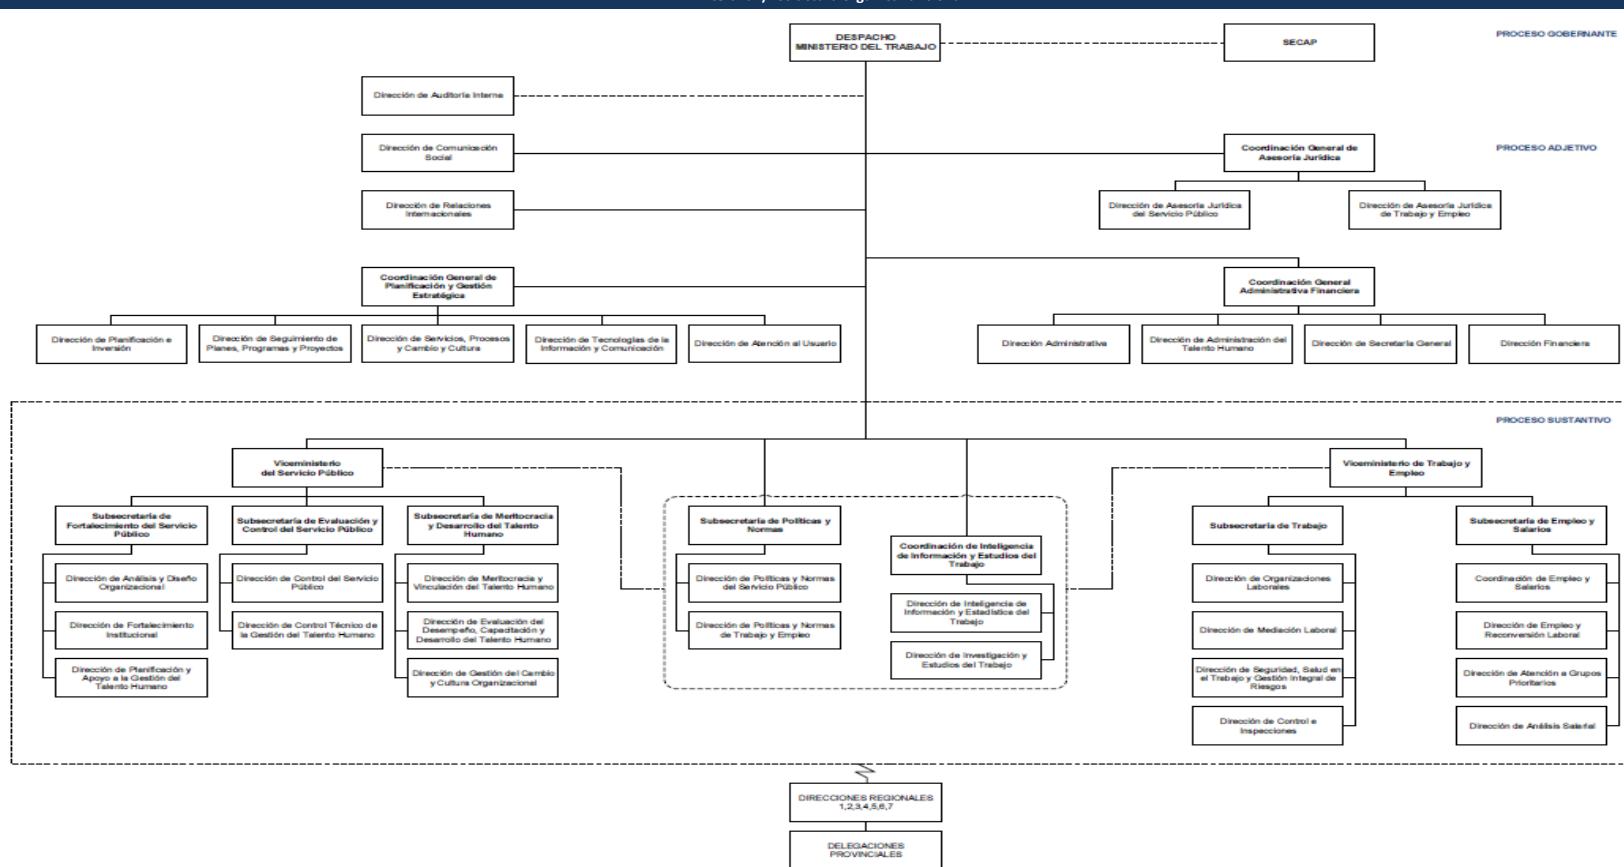 DESPACHO
MINISTERIO DEL TRABAJO
SECAP
PROCESO GOBERNANTE
Dirección de Auditoría Interna
Dirección de Comunicación
Social
Coordinación General de
Asesoría Jurídica
PROCESO ADJETIVO
Dirección de Relaciones
Internacionales
Dirección de Asesoría Jurídica
del Servicio Público
Dirección de Asesoría Jurídica
de Trabajo y Empleo
Coordinación General de
Planificación y Gestión
Estratégica
Coordinación General
Administrativa Financiera
Dirección de Planificación e
Inversión
Dirección de Seguimiento de
Planes, Programas y Proyectos
Dirección de Servicios, Procesos
y Cambio y Cultura
Dirección de Tecnologías de la
Información y Comunicación
Dirección de Atención al Usuario
Dirección Administrativa
Dirección de Administración del
Talento Humano
Dirección de Secretaría General
Dirección Financiera
PROCESO SUSTANTIVO
Viceministerio
del Servicio Público
Viceministerio de Trabajo y
Empleo
Subsecretaría de
Fortalecimiento del Servicio
Público
Subsecretaría de Evaluación y
Control del Servicio Público
Subsecretaría de Meritocracia
y Desarrollo del Talento
Humano
Subsecretaría de Políticas y
Normas
Coordinación de Inteligencia
de Información y Estudios del
Trabajo
Subsecretaría de Trabajo
Subsecretaría de Empleo y
Salarios
Dirección de Análisis y Diseño
Organizacional
Dirección de Control del Servicio
Público
Dirección de Meritocracia y
Vinculación del Talento Humano
Dirección de Políticas y Normas
del Servicio Público
Dirección de Inteligencia de
Información y Estadística del
Trabajo
Dirección de Organizaciones
Laborales
Coordinación de Empleo y
Salarios
Dirección de Fortalecimiento
Institucional
Dirección de Control Técnico de
la Gestión del Talento Humano
Dirección de Evaluación del
Desempeño, Capacitación y
Desarrollo del Talento Humano
Dirección de Políticas y Normas
de Trabajo y Empleo
Dirección de Investigación y
Estudios del Trabajo
Dirección de Mediación Laboral
Dirección de Empleo y
Reconversión Laboral
Dirección de Planificación y
Apoyo a la Gestión del
Talento Humano
Dirección de Gestión del Cambio
y Cultura Organizacional
Dirección de Seguridad, Salud en
el Trabajo y Gestión Integral de
Riesgos
Dirección de Atención a Grupos
Prioritarios
Dirección de Control e
Inspecciones
Dirección de Análisis Salarial
DIRECCIONES REGIONALES
1,2,3,4,5,6,7
DELEGACIONES
PROVINCIALES